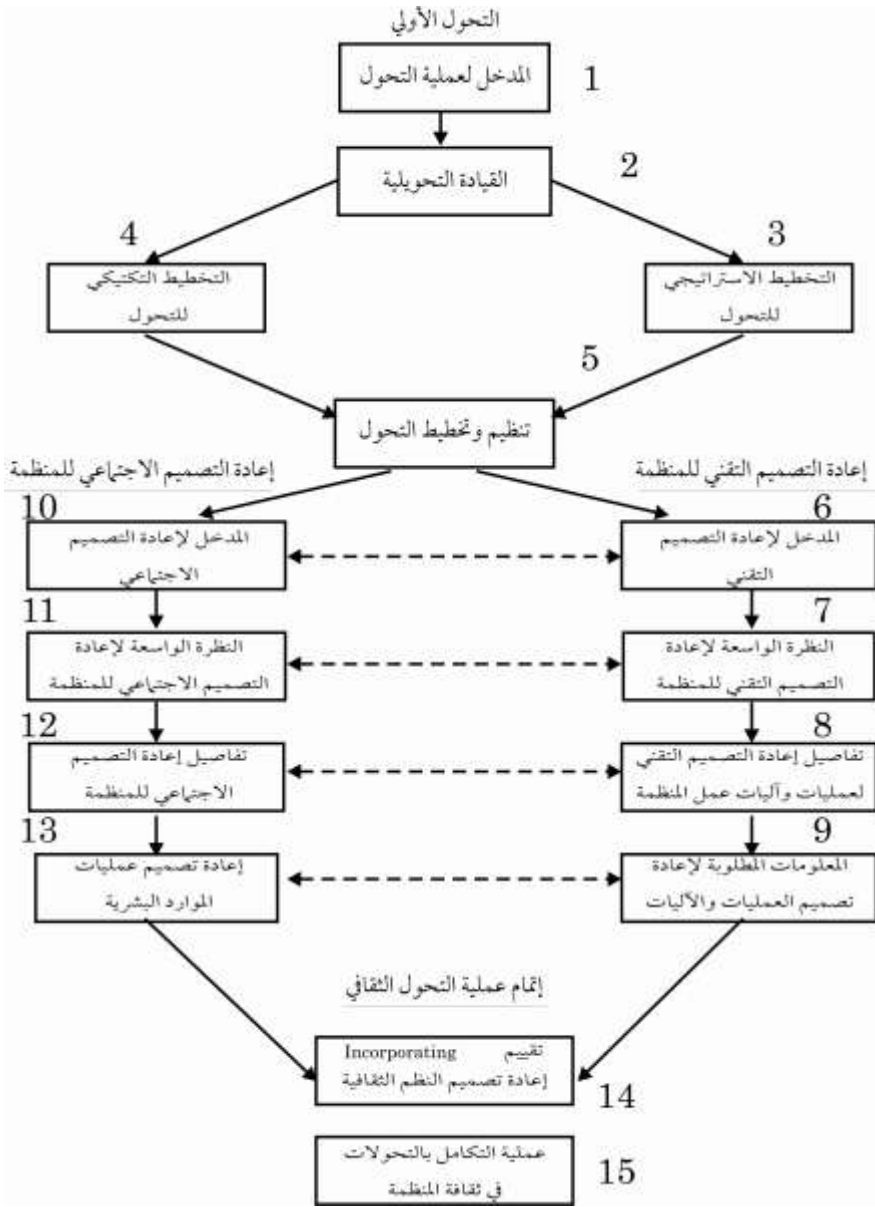 التحول الأولي
المدخل لعملية التحول
1
القيادة التحويلية
2
3
التخطيط الاستراتيجي
للتحول
4
التخطيط التكتيكي
للتحول
5
تنظيم وتخطيط التحول
إعادة التصميم التقني للمنظمة
6
المدخل لإعادة التصميم
التقني
7
النظرة الواسعة لإعادة
التصميم التقني للمنظمة
8
تفاصيل إعادة التصميم التقني
لعمليات وآليات عمل المنظمة
9
المعلومات المطلوبة لإعادة
تصميم العمليات والآليات
إعادة التصميم الاجتماعي للمنظمة
10
المدخل لإعادة التصميم
الاجتماعي
11
النظرة الواسعة لإعادة
التصميم الاجتماعي للمنظمة
12
تفاصيل إعادة التصميم
الاجتماعي للمنظمة
13
إعادة تصميم عمليات
الموارد البشرية
إتمام عملية التحول الثقافي
تقييم Incorporating
إعادة تصميم النظم الثقافية
14
عملية التكامل بالتحولات
في ثقافة المنظمة
15